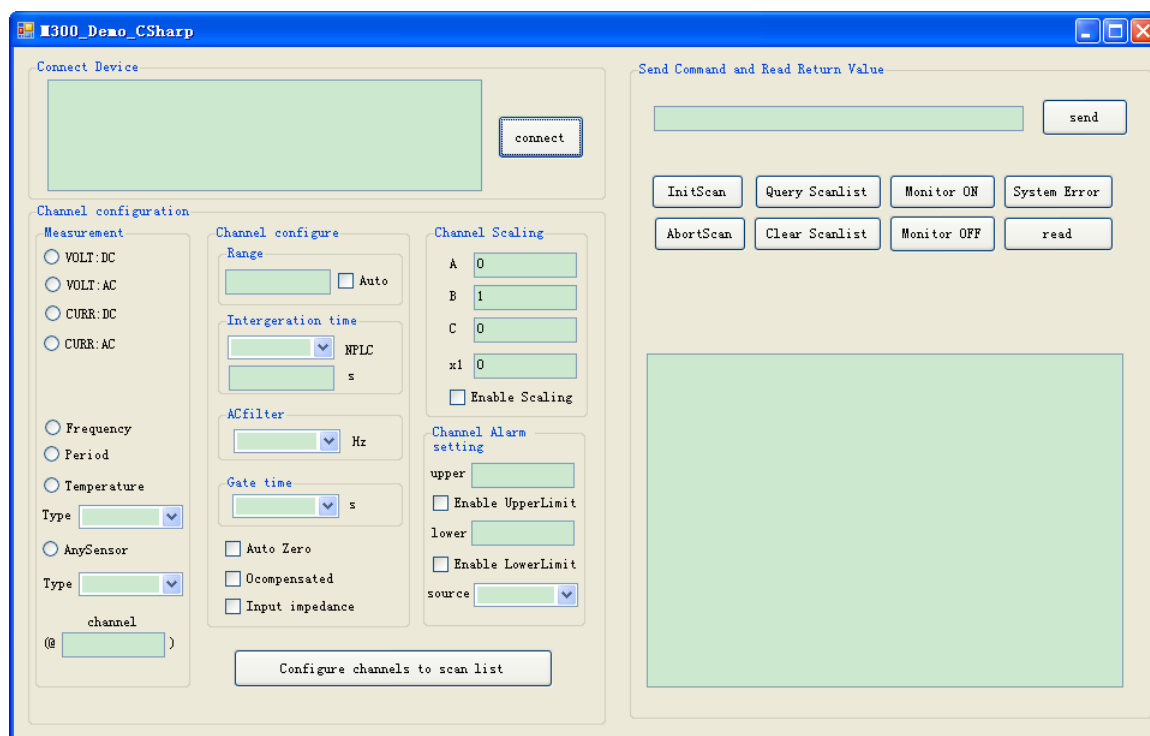 M300_Demo_CSharp
Connect Device
connect
Channel configuration
Measurement
VOLT:DC
VOLT:AC
CURR:DC
CURR:AC
Frequency
Period
Temperature
Type
AnySensor
Type
channel
(@ )
Channel configure
Range
Auto
Intergeration time
NPLC
s
ACfilter
Hz
Gate time
s
Auto Zero
Ocompensated
Input impedance
Channel Scaling
A 0
B 1
C 0
x1 0
Enable Scaling
Channel Alarm
setting
upper
Enable UpperLimit
lower
Enable LowerLimit
source
Configure channels to scan list
Send Command and Read Return Value
send
InitScan Query Scanlist Monitor ON System Error
AbortScan Clear Scanlist Monitor OFF read